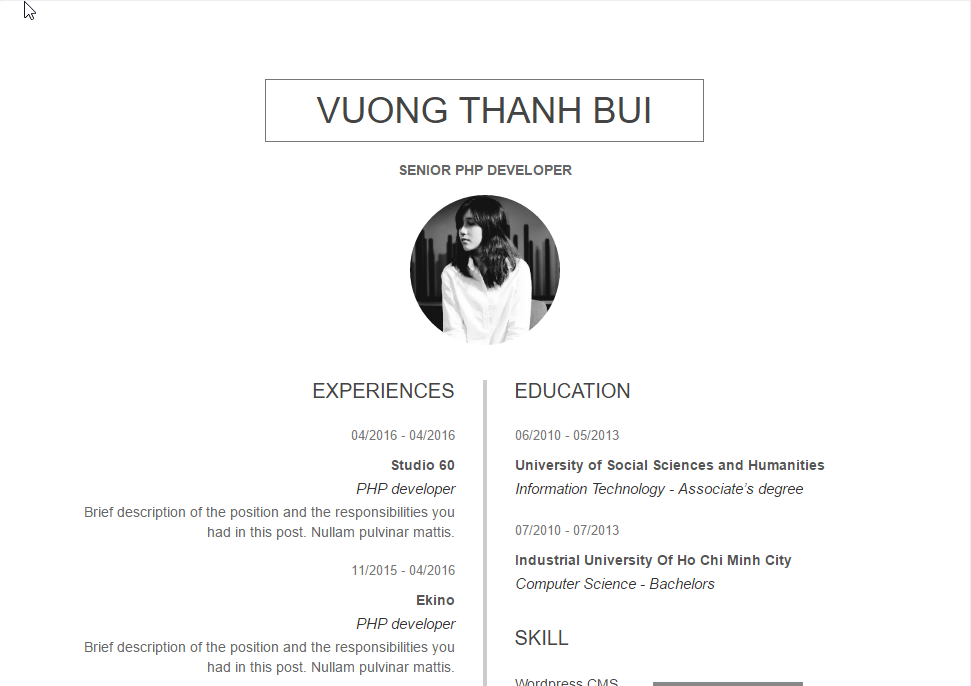 VUONG THANH BUI
SENIOR PHP DEVELOPER
EXPERIENCES
04/2016 - 04/2016
Studio 60
PHP developer
Brief description of the position and the responsibilities you
had in this post. Nullam pulvinar mattis.
11/2015 - 04/2016
Ekino
PHP developer
Brief description of the position and the responsibilities you
had in this post. Nullam pulvinar mattis.
EDUCATION
06/2010 - 05/2013
University of Social Sciences and Humanities
Information Technology - Associate's degree
07/2010 - 07/2013
Industrial University Of Ho Chi Minh City
Computer Science - Bachelors
SKILL
Wordpress CMS